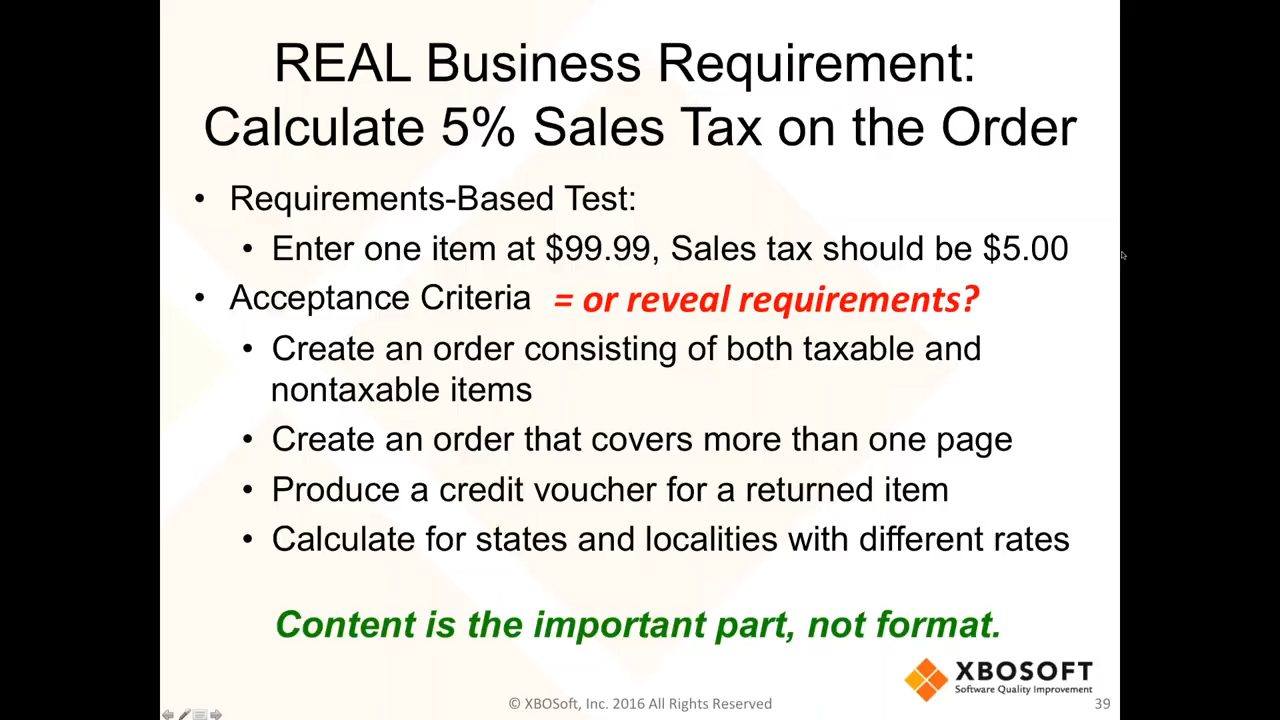 REAL Business Requirement:
Calculate 5% Sales Tax on the Order
• Requirements-Based Test:
• Enter one item at $99.99, Sales tax should be $5.00
• Acceptance Criteria = or reveal requirements?
• Create an order consisting of both taxable and
nontaxable items
• Create an order that covers more than one page
• Produce a credit voucher for a returned item
• Calculate for states and localities with different rates
Content is the important part, not format.
XBOSOFT
Software Quality Improvement
© XBOSoft, Inc. 2016 All Rights Reserved
39